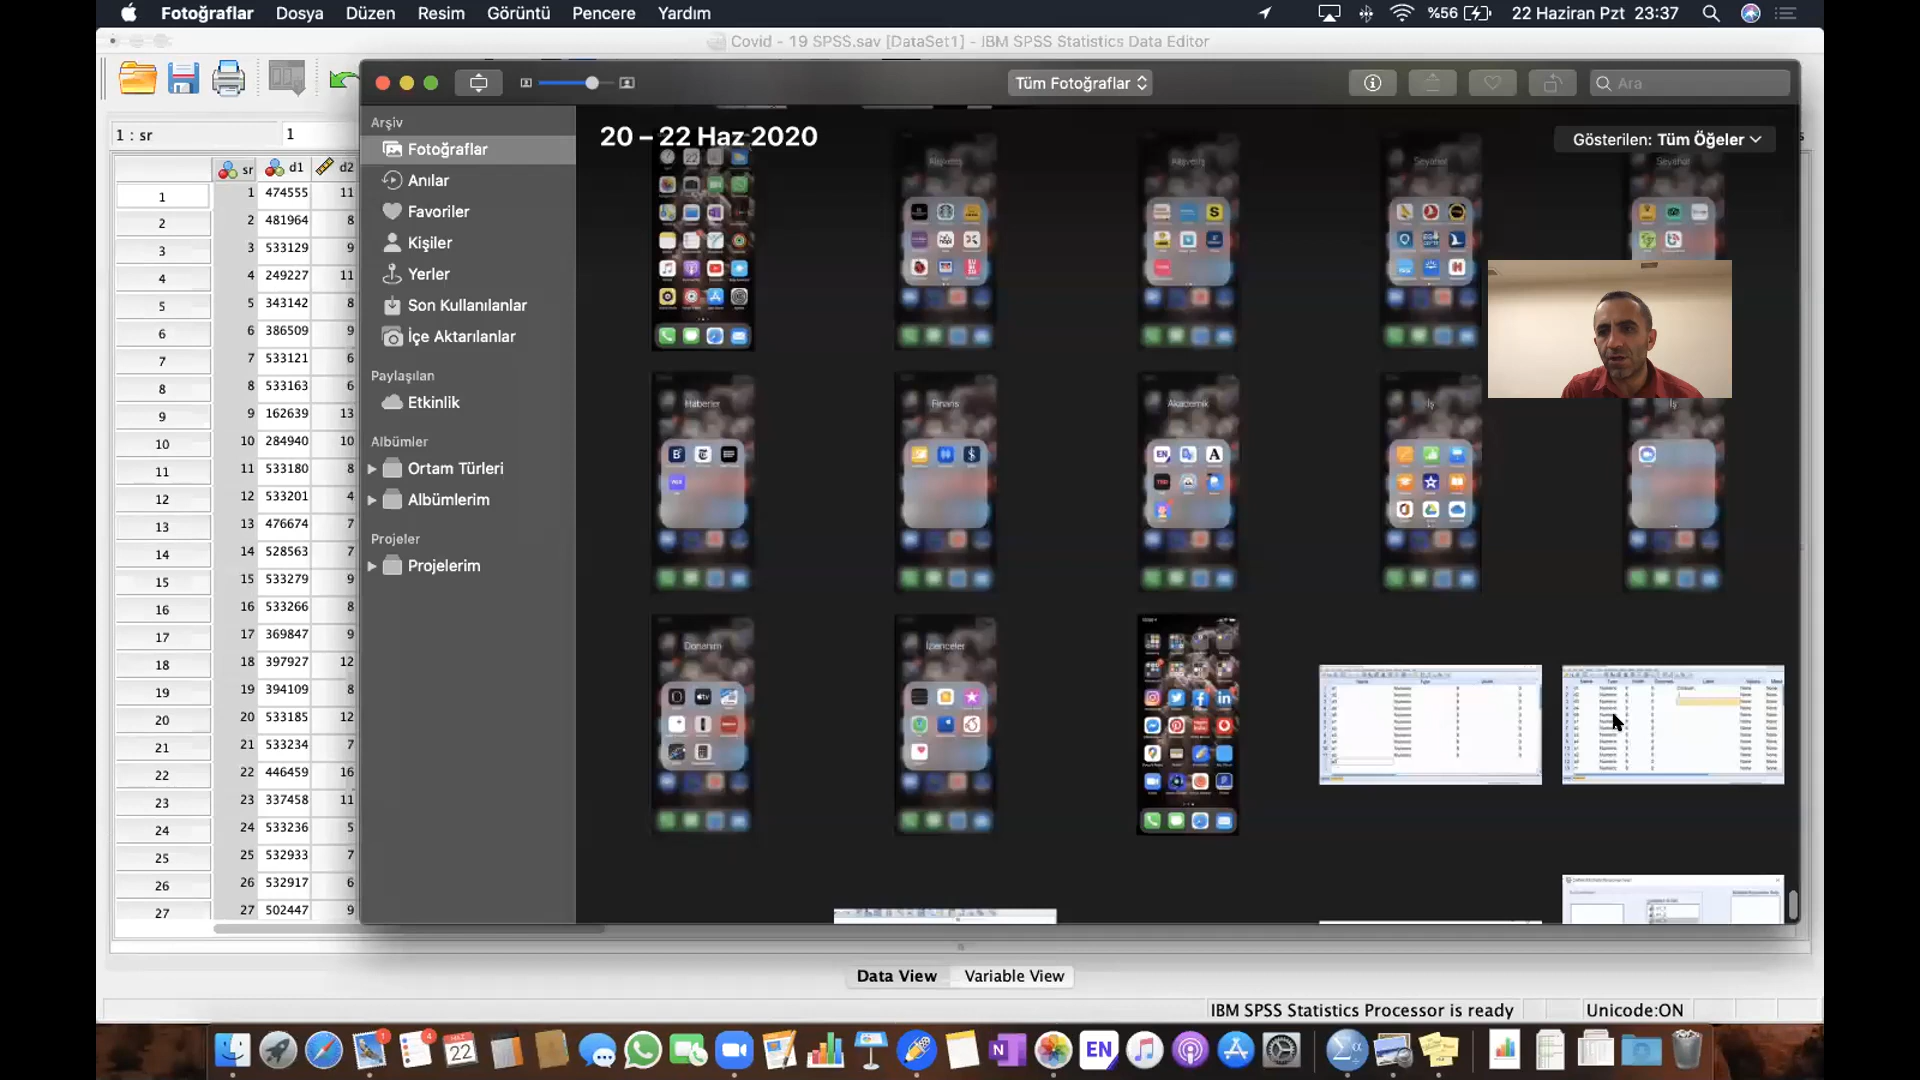 Fotoğraflar Dosya Düzen Resim Görüntü Pencere Yardım %56 22 Haziran Pzt 23:37
Covid - 19 SPSS.sav [DataSet1] - IBM SPSS Statistics Data Editor
Tüm Fotoğraflar
Ara
1 : sr 1
sr d1 d2
1 1 474555 11
2 2 481964 8
3 3 533129 9
4 4 249227 11
5 5 343142 8
6 6 386509 9
7 7 533121 6
8 8 533163 6
9 9 162639 13
10 10 284940 10
11 11 533180 8
12 12 533201 4
13 13 476674 7
14 14 528563 7
15 15 533279 9
16 16 533266 8
17 17 369847 9
18 18 397927 12
19 19 394109 8
20 20 533185 12
21 21 533234 7
22 22 446459 16
23 23 337458 11
24 24 533236 5
25 25 532933 7
26 26 532917 6
27 27 502447 9
Arşiv
Fotoğraflar
Anılar
Favoriler
Kişiler
Yerler
Son Kullanılanlar
İçe Aktarılanlar
Paylaşılan
Etkinlik
Albümler
Ortam Türleri
Albümlerim
Projeler
Projelerim
20 – 22 Haz 2020
Gösterilen: Tüm Öğeler
Alışveriş Alışveriş Seyahat Seyahat
Haberler Finans Akademik İş İş
Donanım
Data View Variable View
IBM SPSS Statistics Processor is ready Unicode:ON